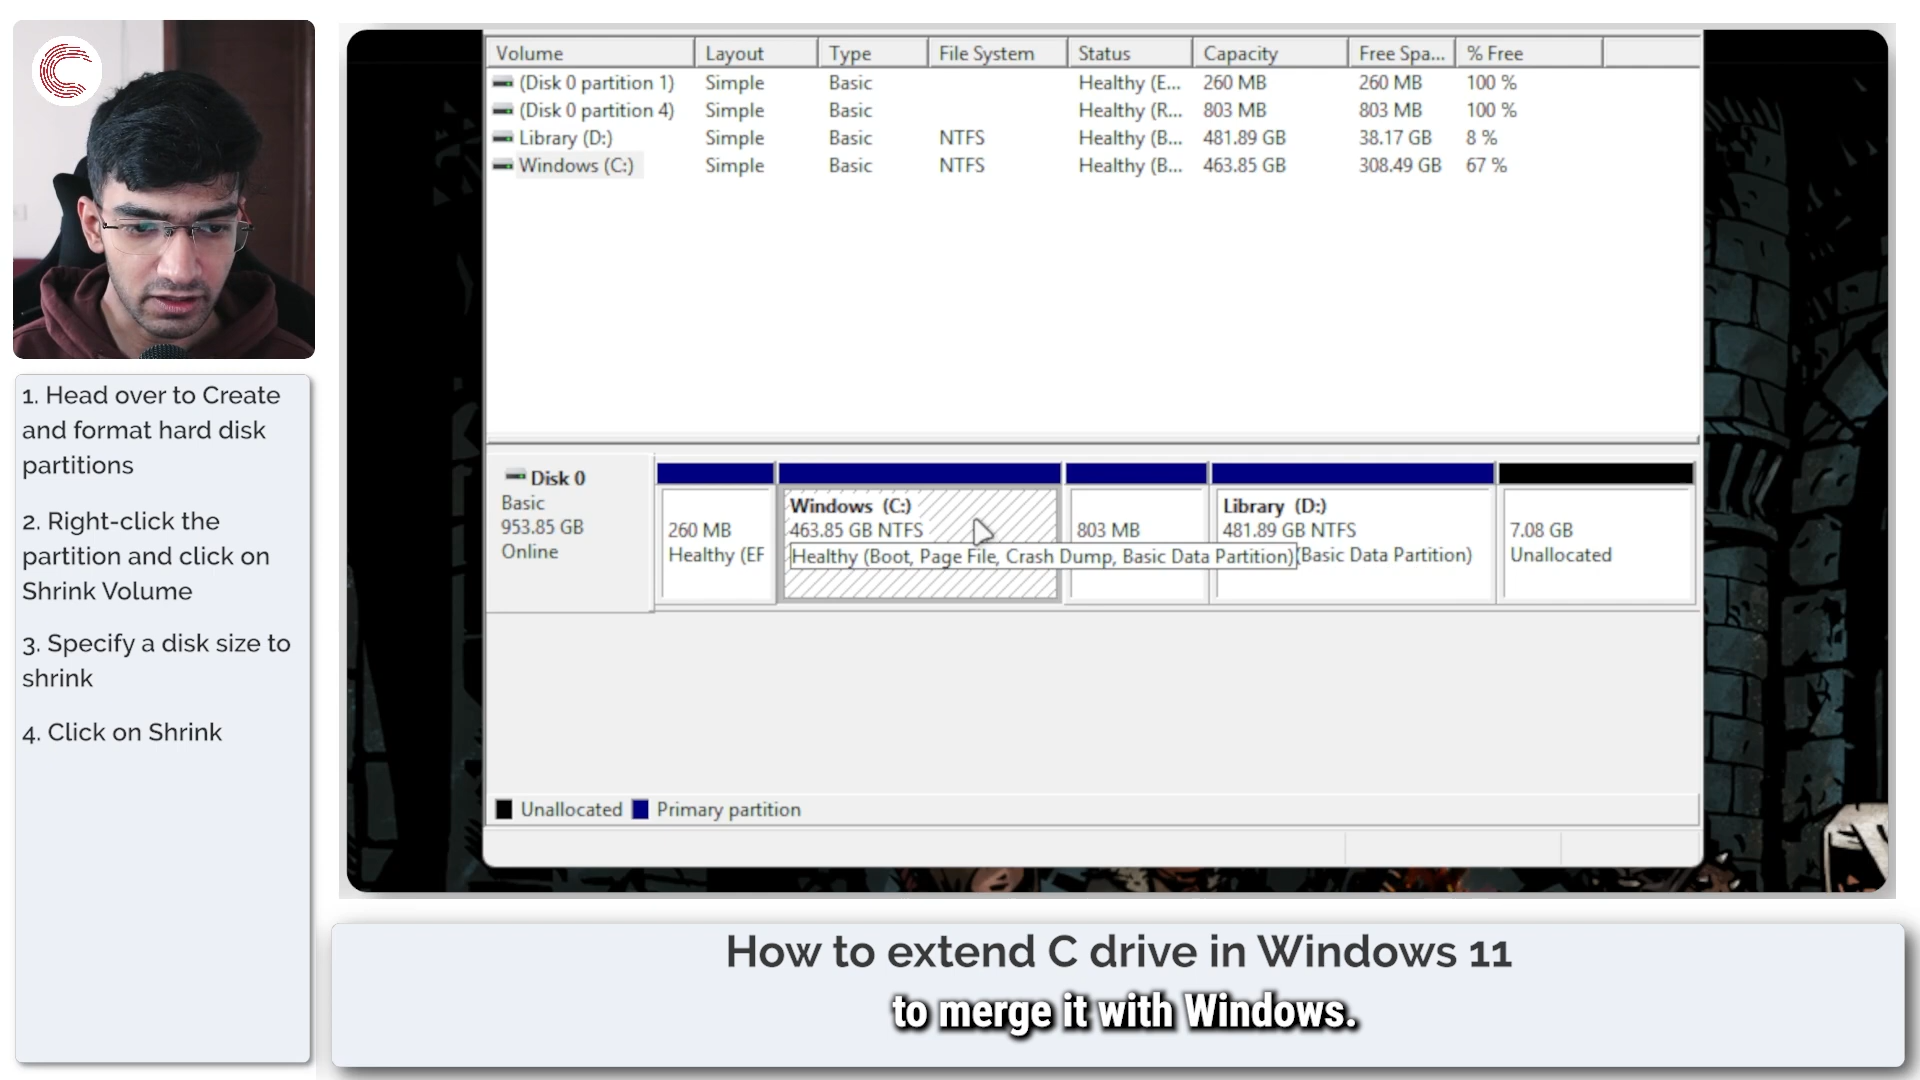 Volume Layout Type File System Status Capacity Free Spa... % Free
(Disk 0 partition 1) Simple Basic Healthy (E... 260 MB 260 MB 100 %
(Disk 0 partition 4) Simple Basic Healthy (R... 803 MB 803 MB 100 %
Library (D:) Simple Basic NTFS Healthy (B... 481.89 GB 38.17 GB 8 %
Windows (C:) Simple Basic NTFS Healthy (B... 463.85 GB 308.49 GB 67 %
1. Head over to Create
and format hard disk
partitions
2. Right-click the
partition and click on
Shrink Volume
3. Specify a disk size to
shrink
4. Click on Shrink
Disk 0
Basic
953.85 GB
Online
260 MB
Healthy (EF
Windows (C:)
463.85 GB NTFS
Healthy (Boot, Page File, Crash Dump, Basic Data Partition)
803 MB
Library (D:)
481.89 GB NTFS
(Basic Data Partition)
7.08 GB
Unallocated
Unallocated Primary partition
How to extend C drive in Windows 11
to merge it with Windows.